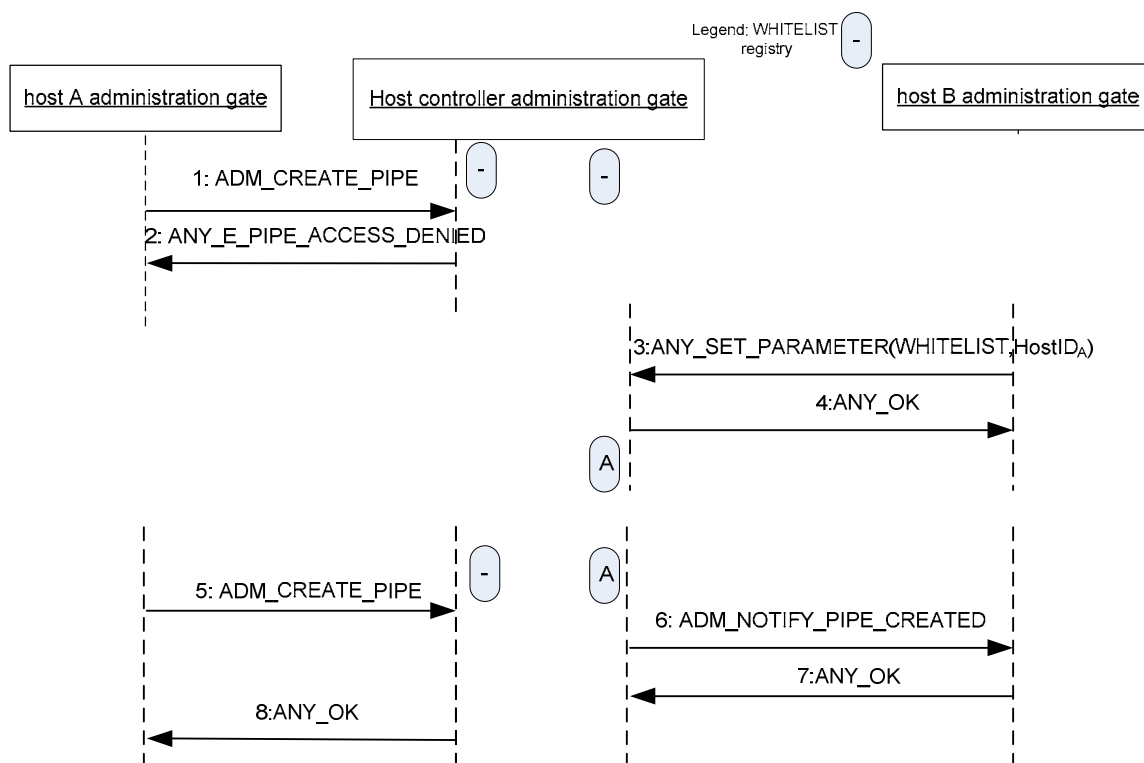 Legend: WHITELIST
registry
-
host A administration gate
Host controller administration gate
host B administration gate
-
-
1: ADM_CREATE_PIPE
2: ANY_E_PIPE_ACCESS_DENIED
3:ANY_SET_PARAMETER(WHITELIST,HostIDA)
4:ANY_OK
A
-
A
5: ADM_CREATE_PIPE
6: ADM_NOTIFY_PIPE_CREATED
7:ANY_OK
8:ANY_OK